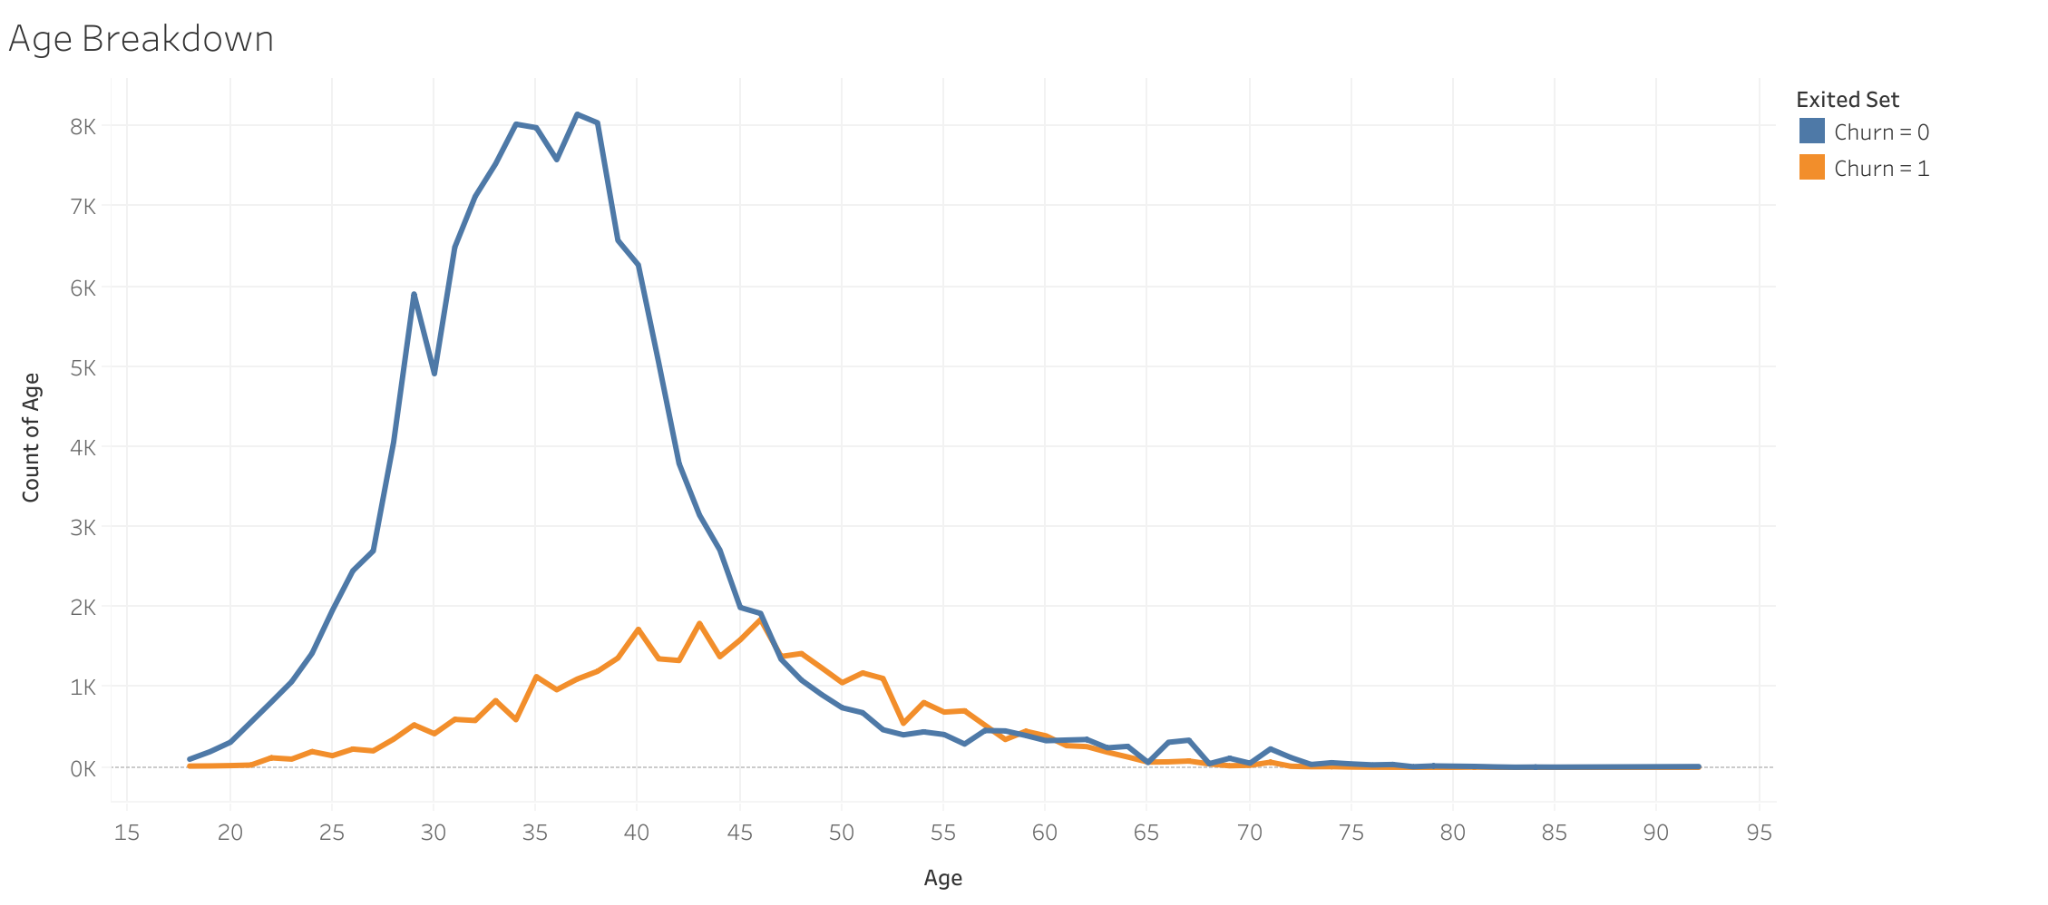 Age Breakdown
Exited Set
Churn = 0
Churn = 1
8K
7K
6K
5K
4K
3K
2K
1K
0K
Count of Age
15 20 25 30 35 40 45 50 55 60 65 70 75 80 85 90 95
Age